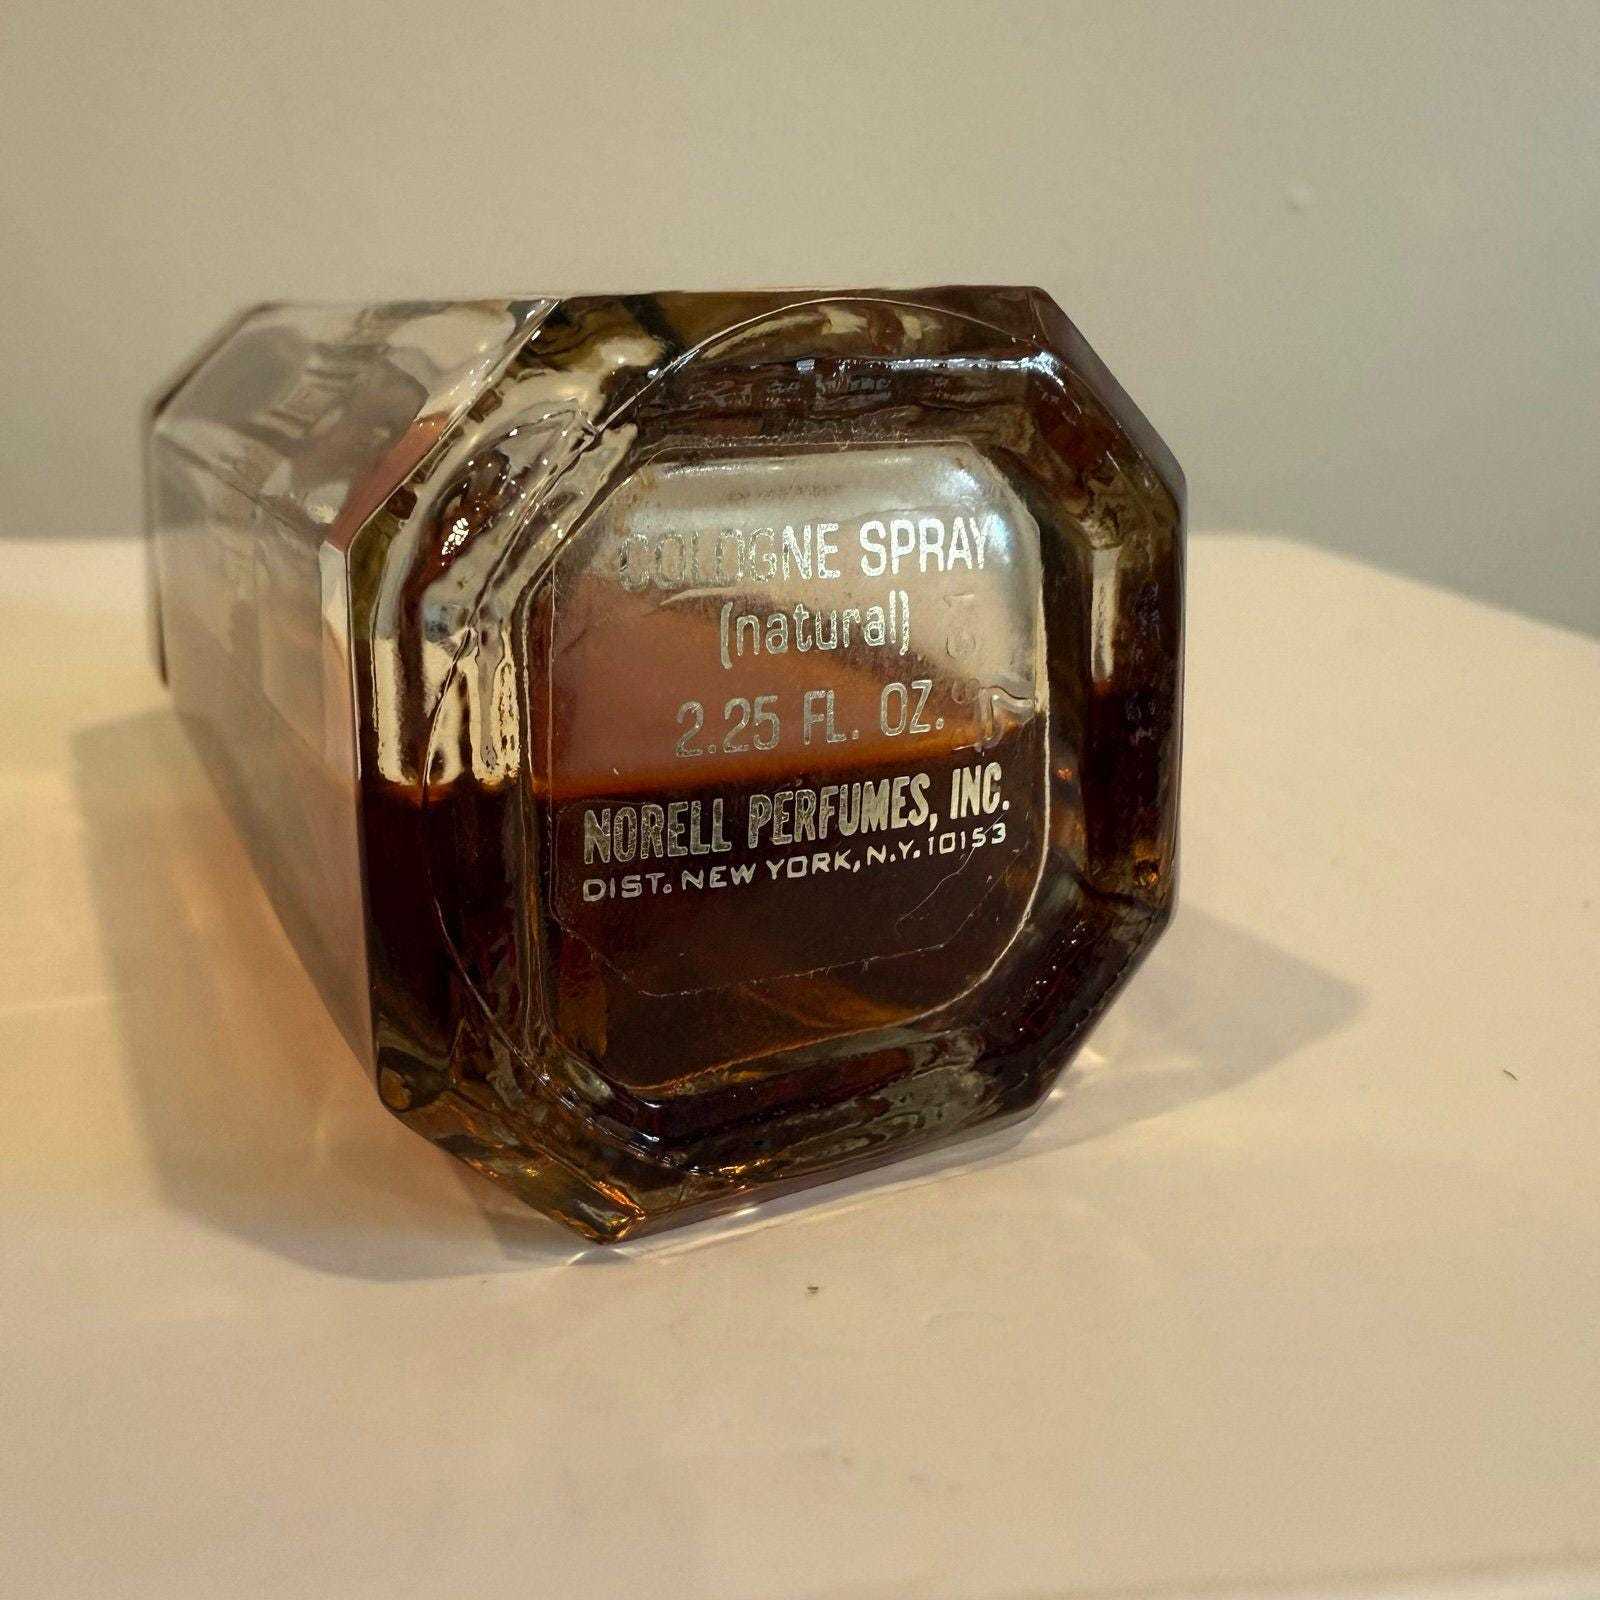 COLOGNE SPRAY
(natural)
2.25 FL. OZ.
NORELL PERFUMES, INC.
DIST. NEW YORK, N.Y. 10153